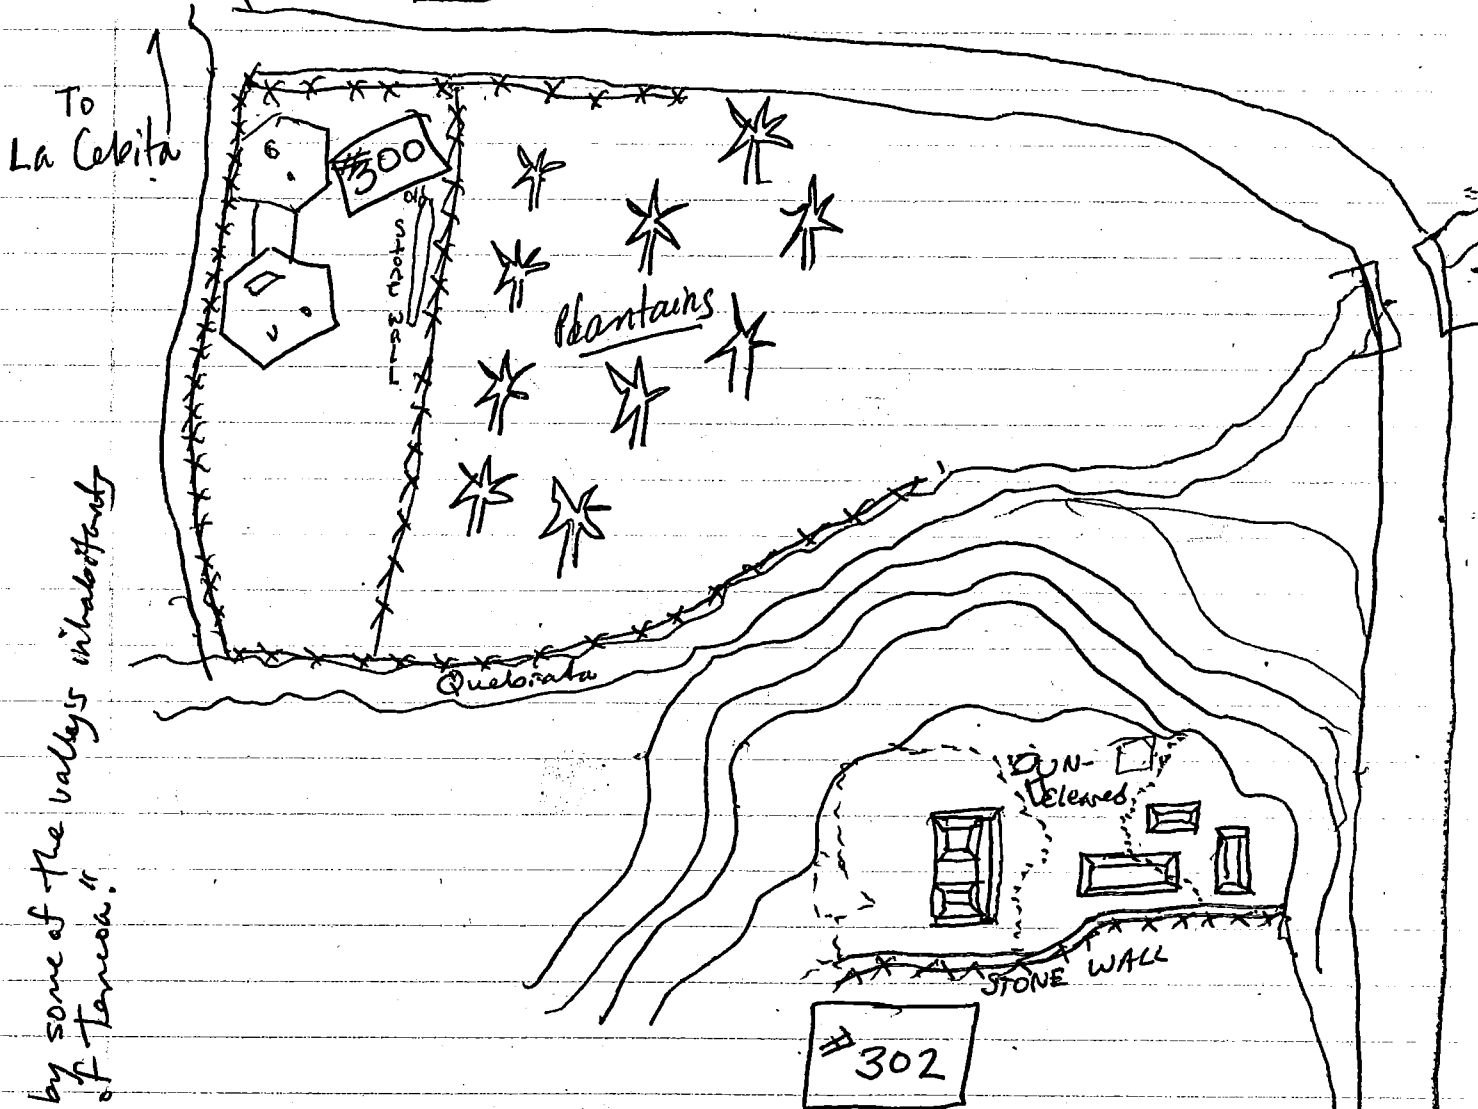 To
La Cebita
#300
old
Stone Wall
Plantains
Quebrada
UN-
Cleared
STONE WALL
#302
by some of the valley's inhabitants
of